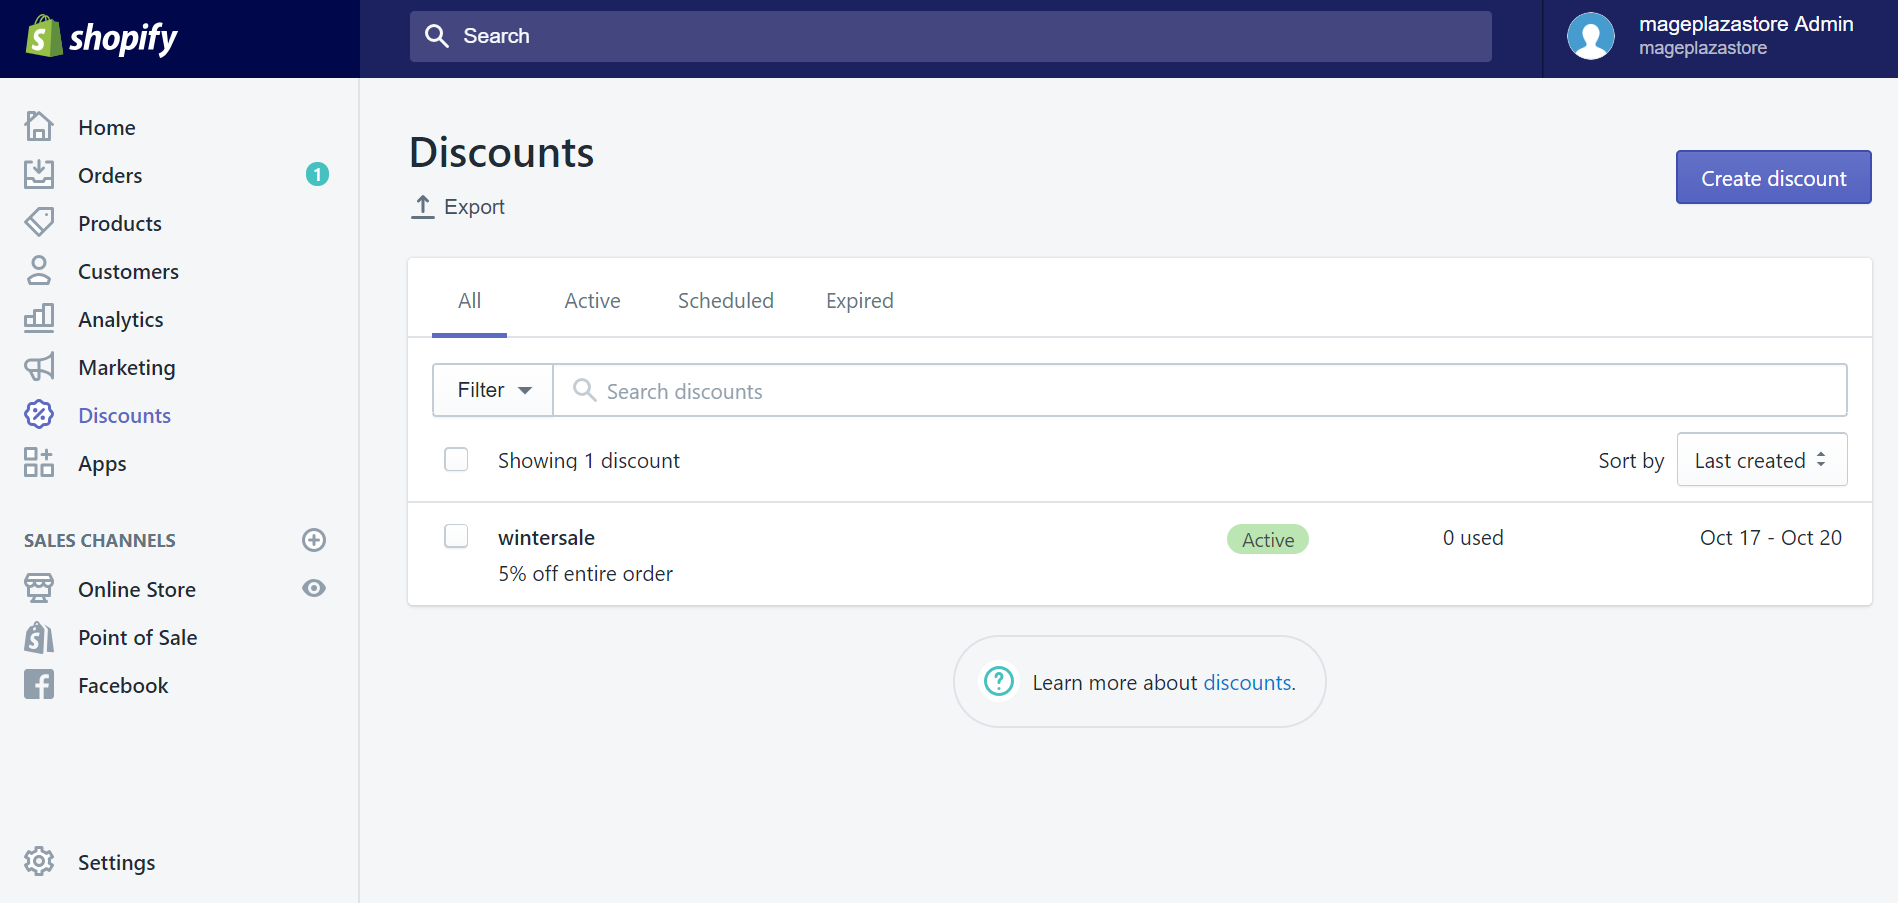 shopify
Search
mageplazastore Admin
mageplazastore
Home
Orders 1
Products
Customers
Analytics
Marketing
Discounts
Apps
SALES CHANNELS
Online Store
Point of Sale
Facebook
Settings
Discounts
Export
Create discount
All Active Scheduled Expired
Filter Search discounts
Showing 1 discount Sort by Last created
wintersale Active 0 used Oct 17 - Oct 20
5% off entire order
Learn more about discounts.